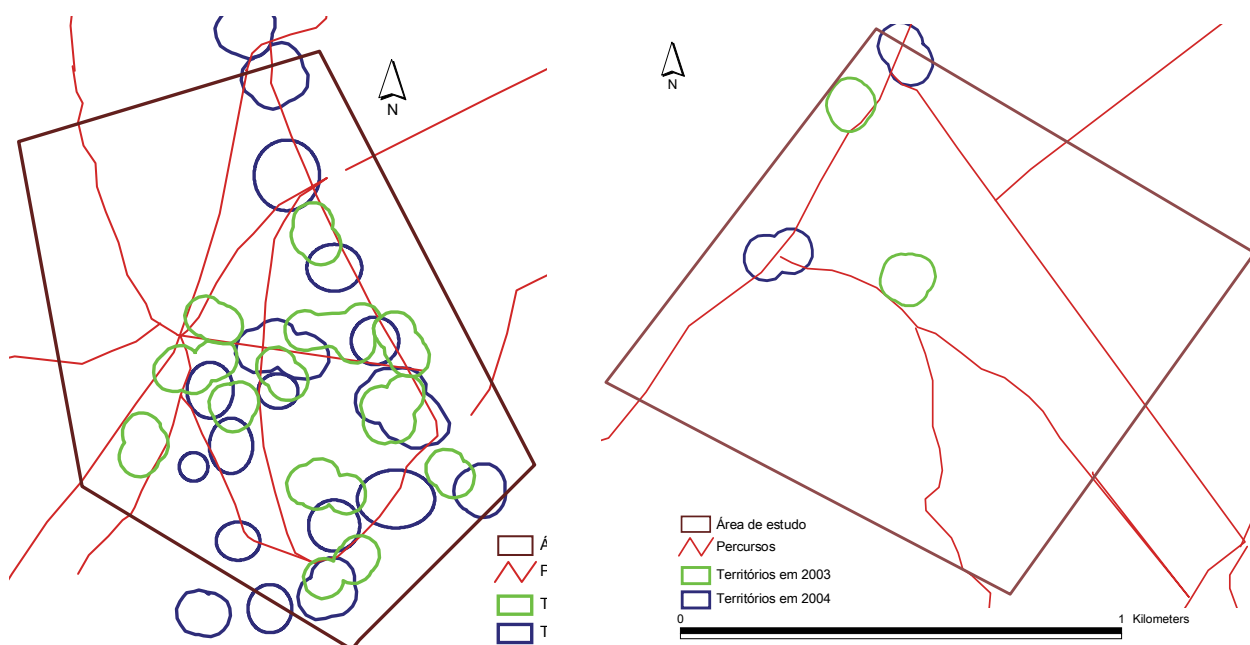 N
Á
P
T
T
N
Área de estudo
Percursos
Territórios em 2003
Territórios em 2004
0 1 Kilometers